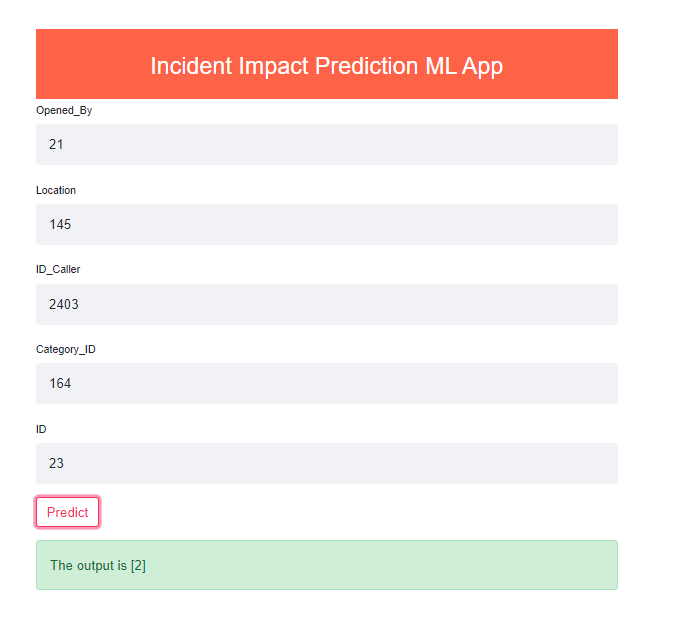 Incident Impact Prediction ML App
Opened_By
21
Location
145
ID_Caller
2403
Category_ID
164
ID
23
Predict
The output is [2]